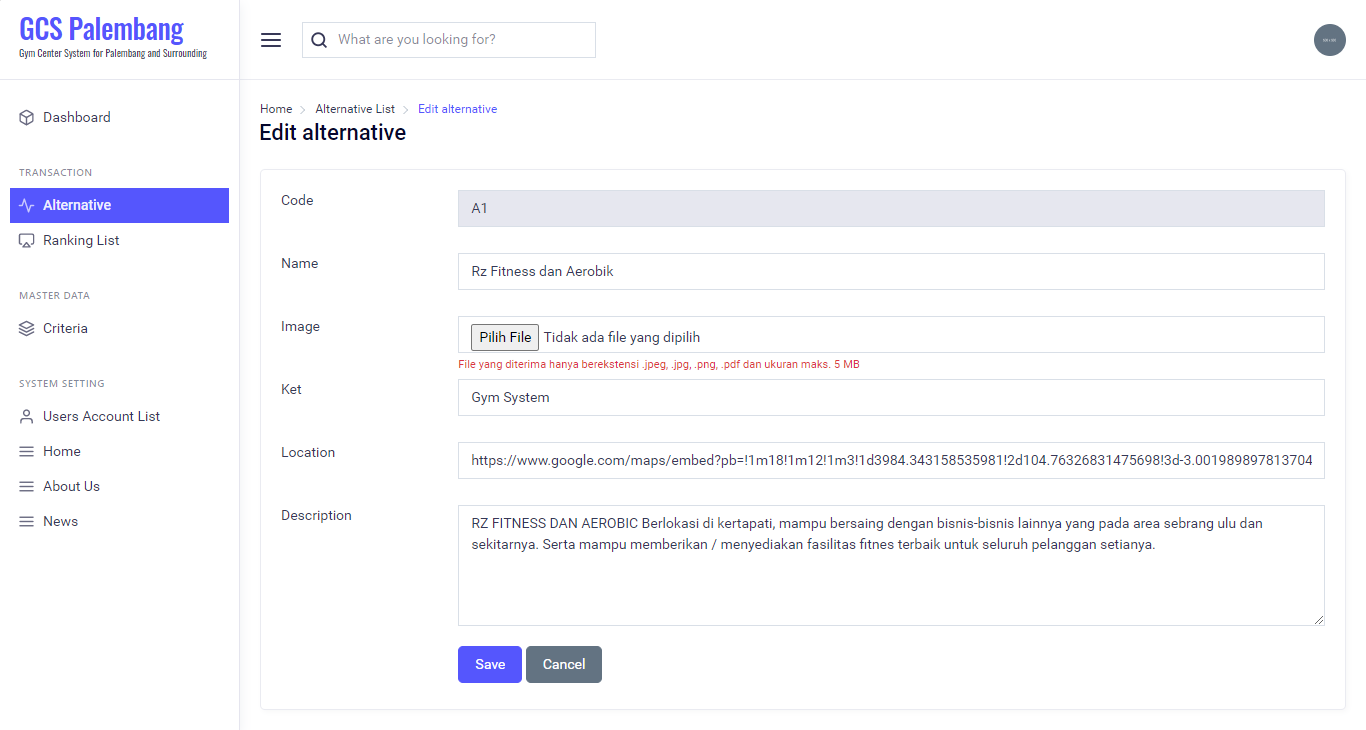 GCS Palembang
Gym Center System for Palembang and Surrounding
What are you looking for?
Dashboard
TRANSACTION
Alternative
Ranking List
MASTER DATA
Criteria
SYSTEM SETTING
Users Account List
Home
About Us
News
Home > Alternative List > Edit alternative
Edit alternative
Code
A1
Name
Rz Fitness dan Aerobik
Image
Pilih File Tidak ada file yang dipilih
File yang diterima hanya berekstensi .jpeg, .jpg, .png, .pdf dan ukuran maks. 5 MB
Ket
Gym System
Location
https://www.google.com/maps/embed?pb=!1m18!1m12!1m3!1d3984.343158535981!2d104.76326831475698!3d-3.001989897813704
Description
RZ FITNESS DAN AEROBIC Berlokasi di kertapati, mampu bersaing dengan bisnis-bisnis lainnya yang pada area sebrang ulu dan
sekitarnya. Serta mampu memberikan / menyediakan fasilitas fitnes terbaik untuk seluruh pelanggan setianya.
Save
Cancel